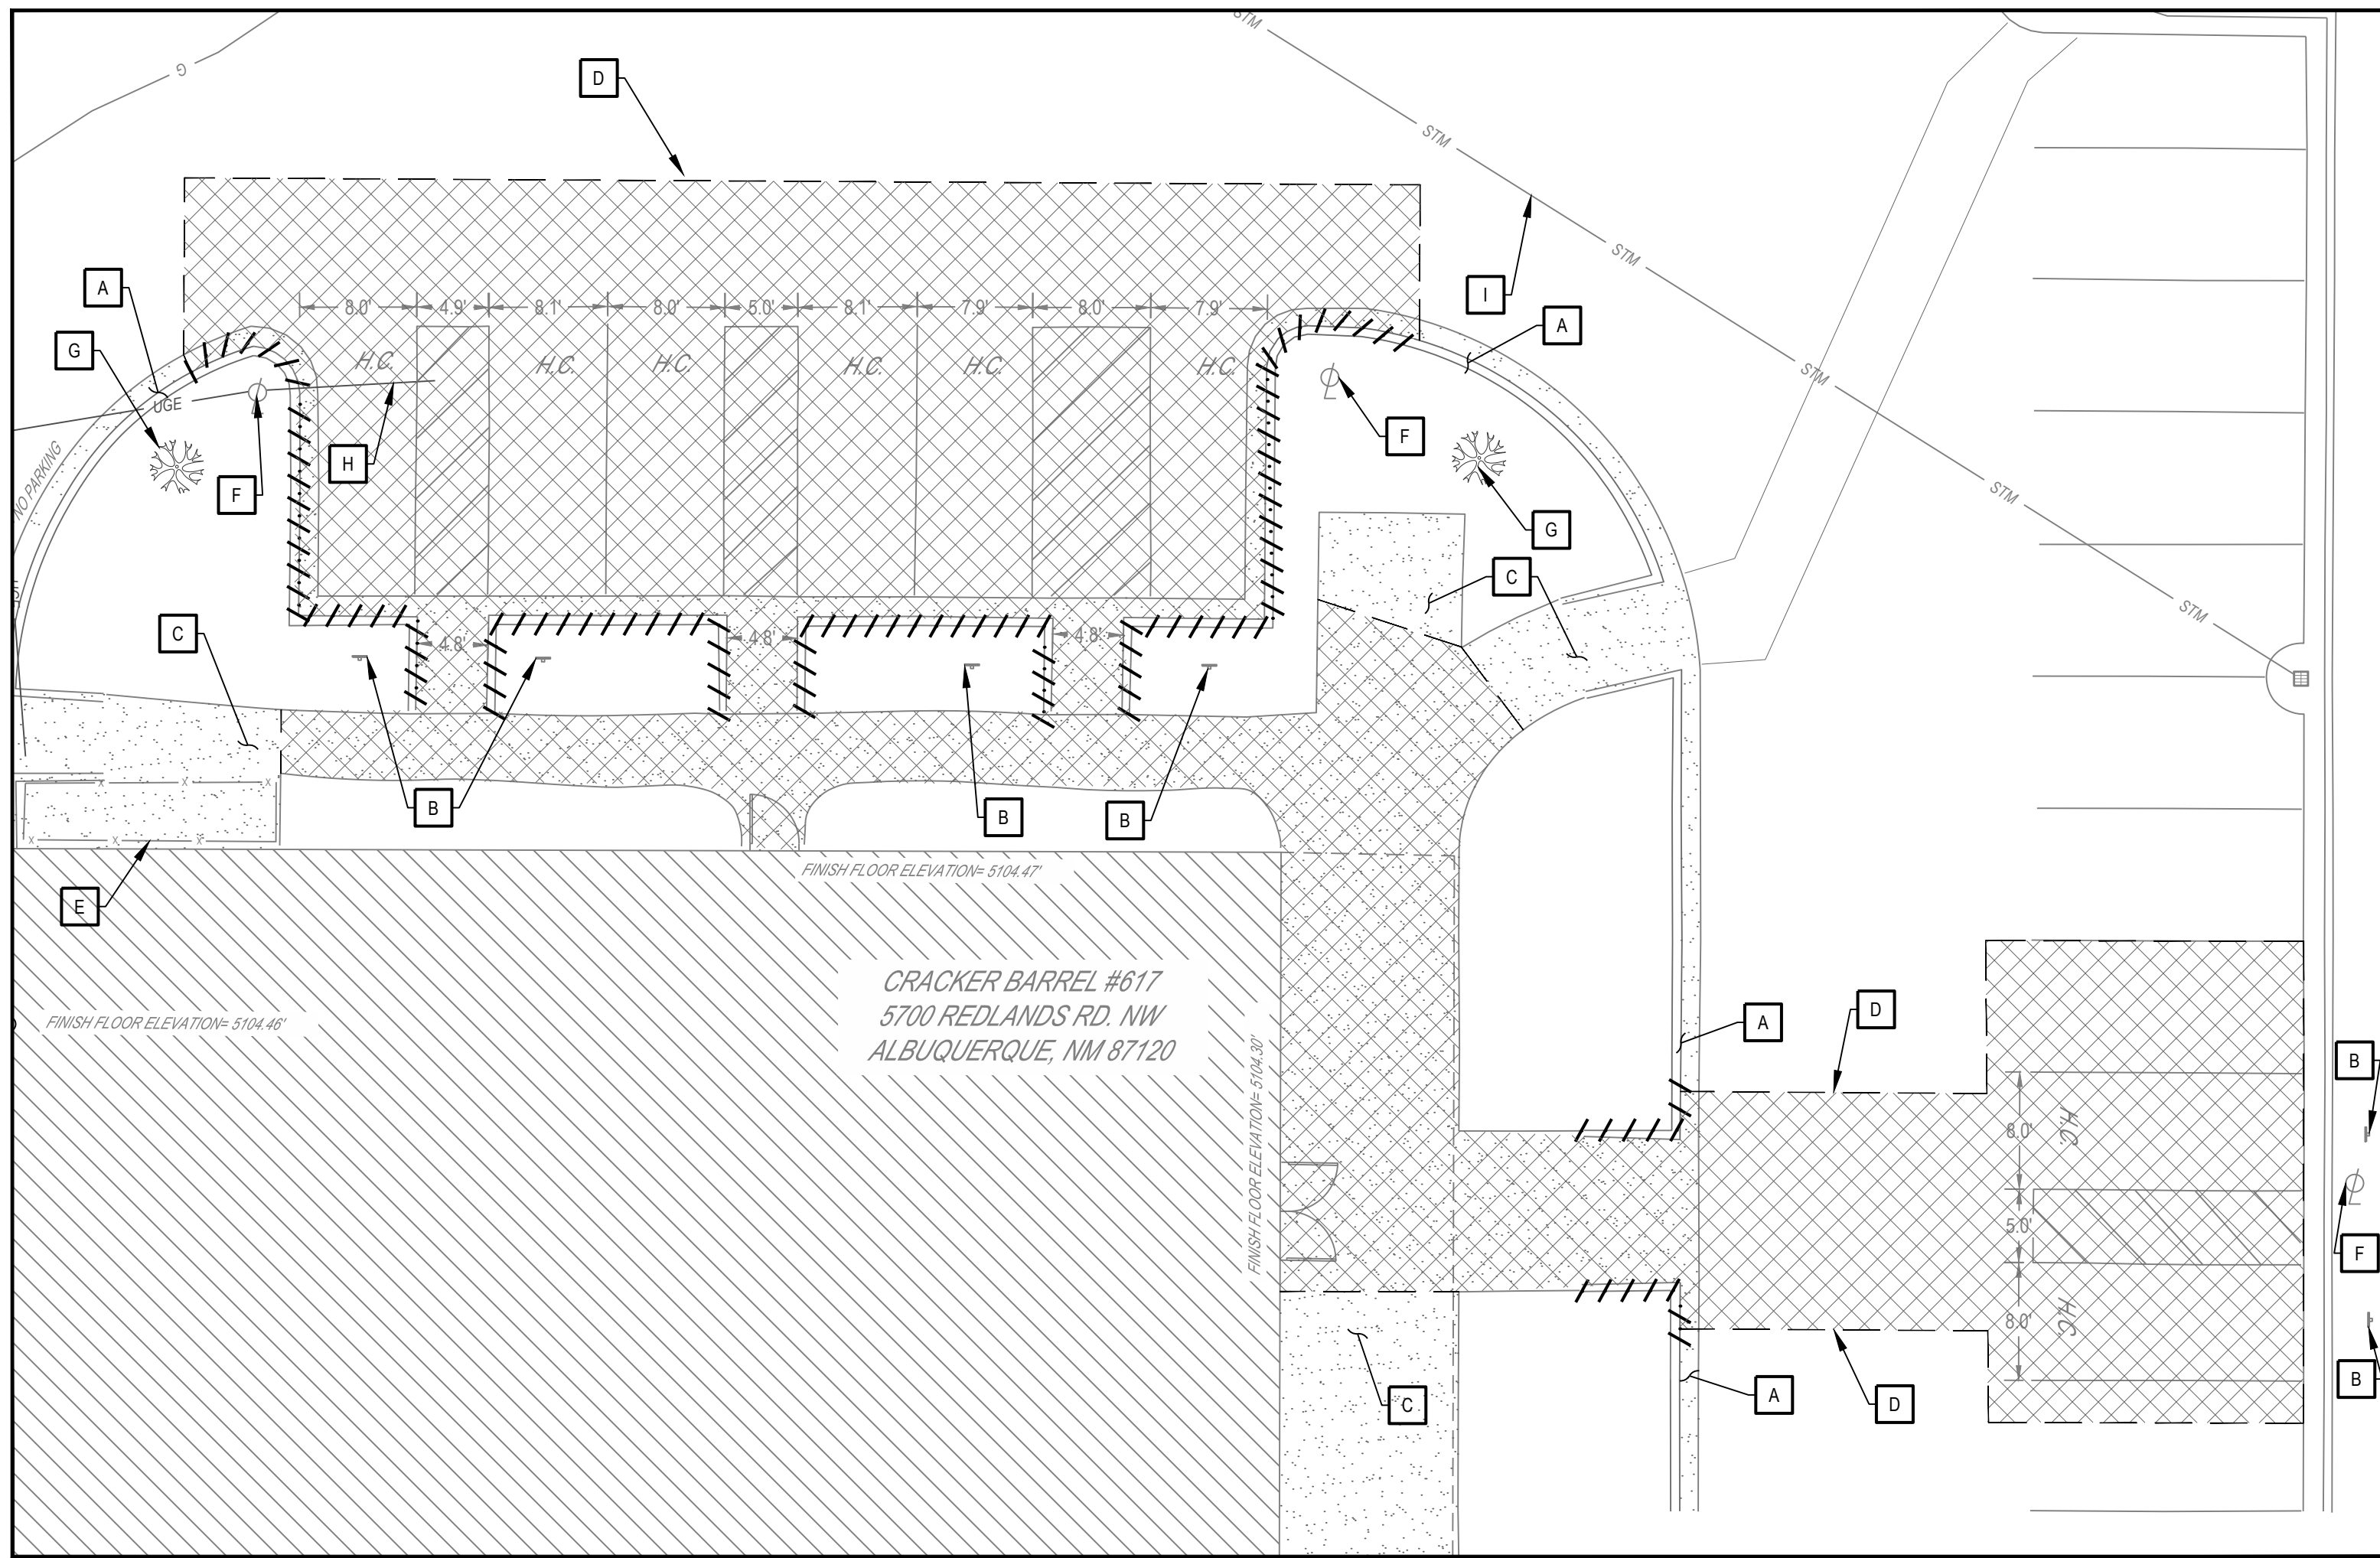 STM
G
D
STM
A
I
STM
A
G
8.0'
4.9'
8.1'
8.0'
5.0'
8.1'
7.9'
8.0'
7.9'
H.C.
H.C.
H.C.
H.C.
H.C.
H.C.
STM
UGE
F
H
F
NO PARKING
G
STM
C
C
STM
4.8'
4.8'
4.8'
X
X
X
B
B
B
X
X
X
FINISH FLOOR ELEVATION= 5104.47'
E
CRACKER BARREL #617
5700 REDLANDS RD. NW
ALBUQUERQUE, NM 87120
FINISH FLOOR ELEVATION= 5104.46'
FINISH FLOOR ELEVATION= 5104.30'
A
D
B
8.0'
H.C.
5.0'
F
8.0'
H.C.
C
A
D
B